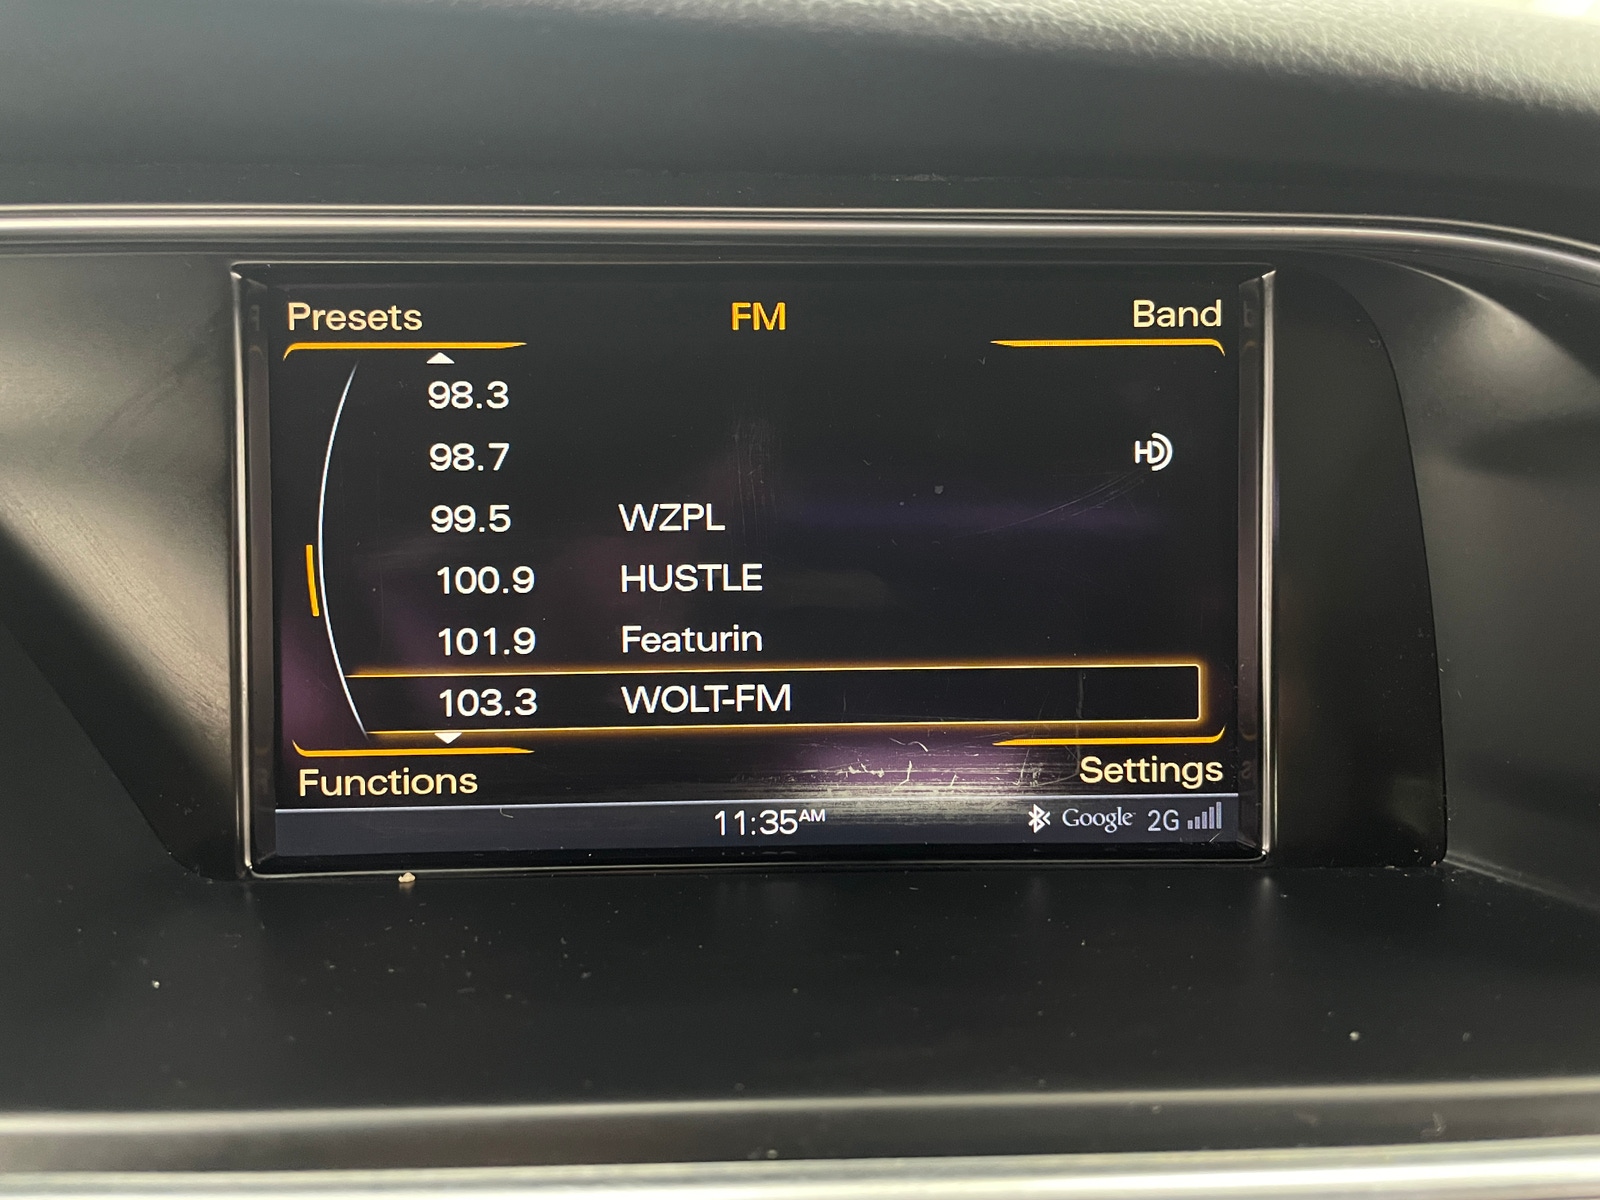 Presets FM Band
98.3
98.7 HD
99.5 WZPL
100.9 HUSTLE
101.9 Featurin
103.3 WOLT-FM
Functions Settings
11:35AM Google 2G